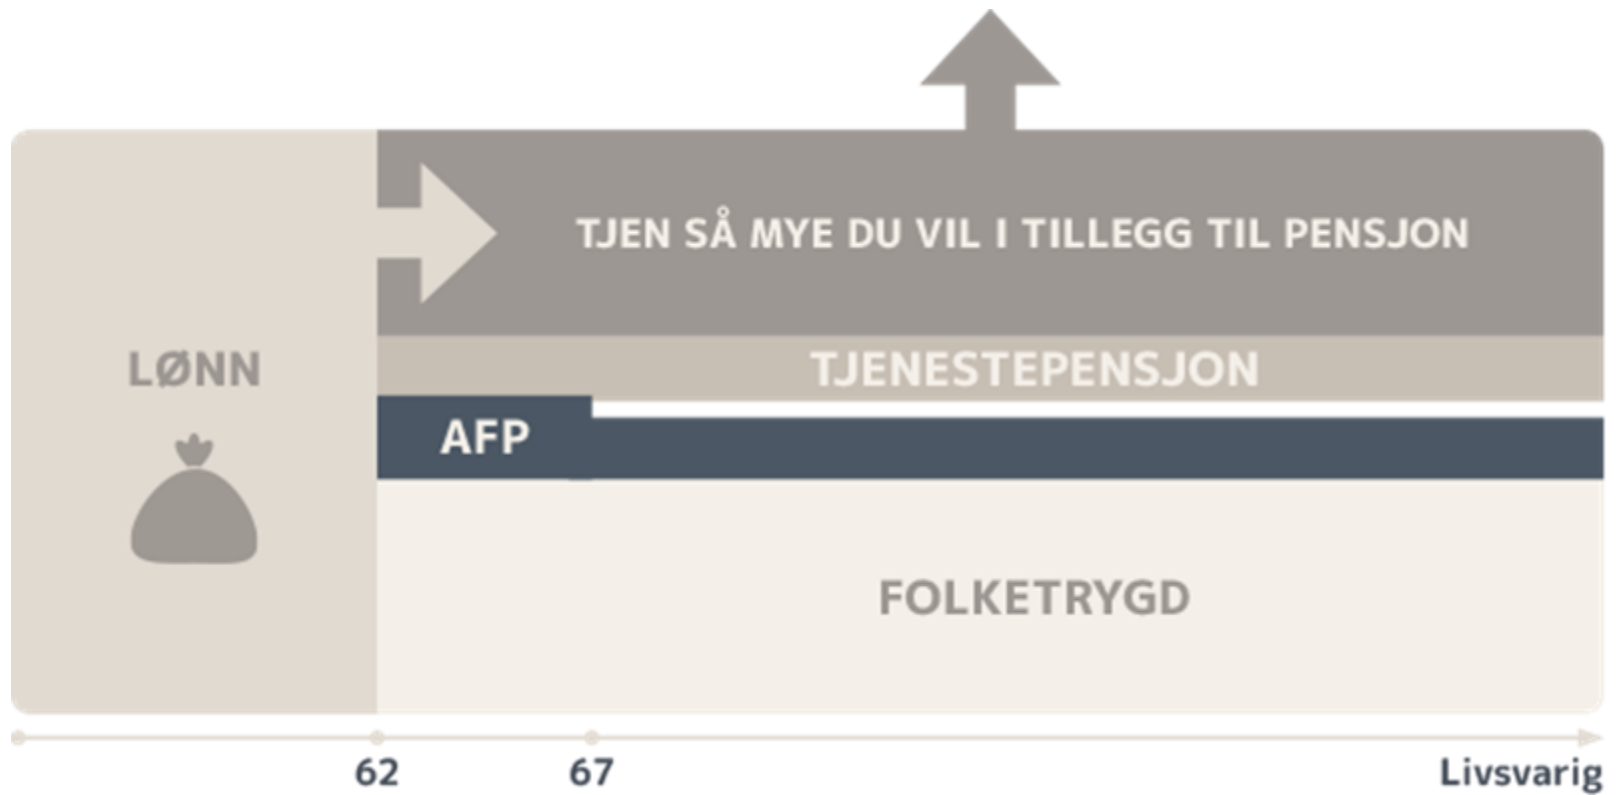 TJEN SÅ MYE DU VIL I TILLEGG TIL PENSJON
LØNN
TJENESTEPENSJON
AFP
FOLKETRYGD
62
67
Livsvarig